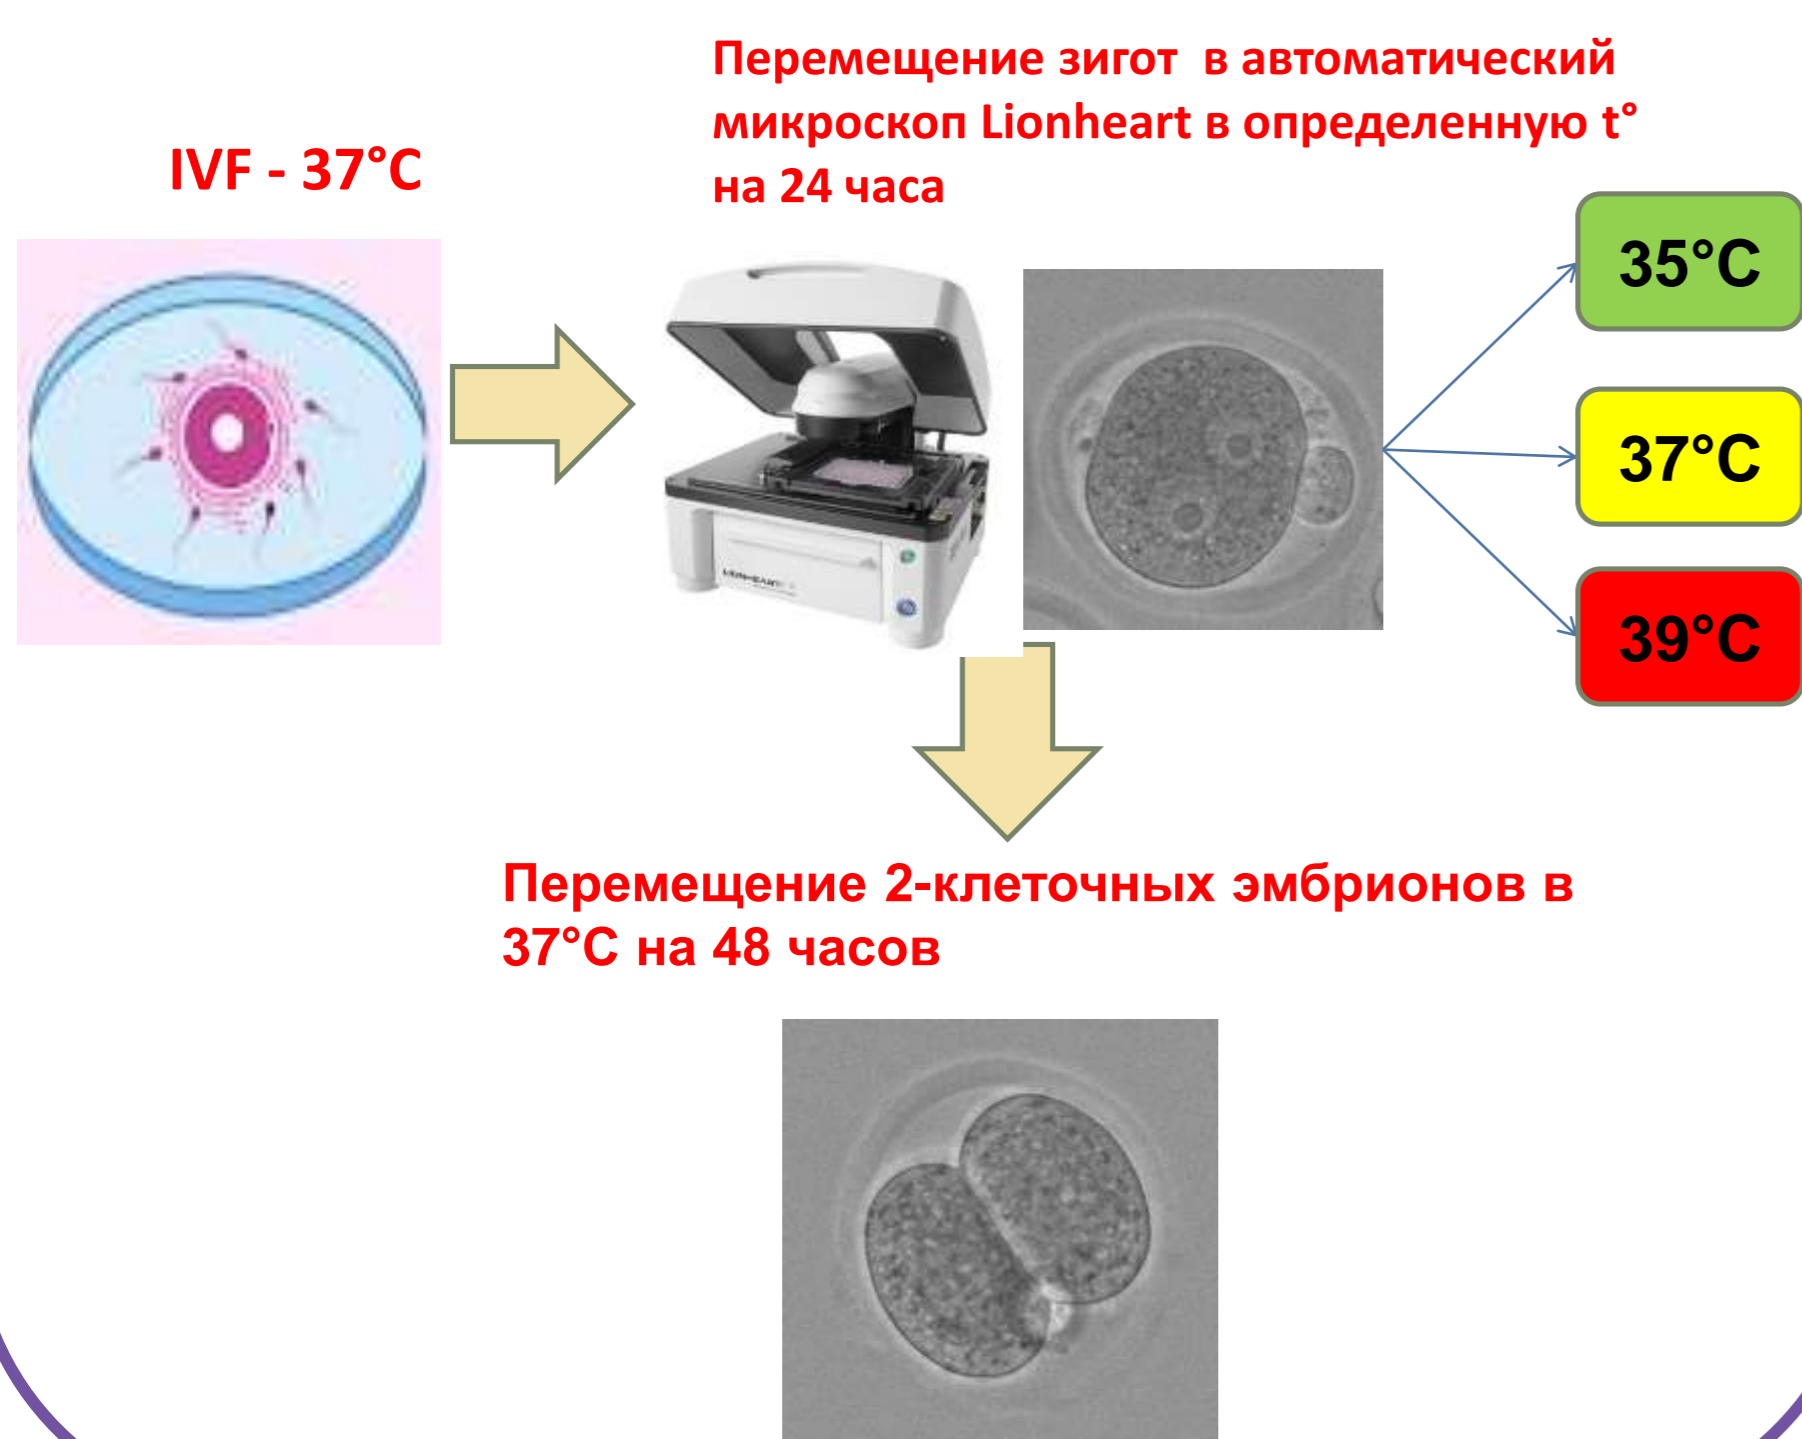 IVF - 37°C
Перемещение зигот в автоматический
микроскоп Lionheart в определенную t°
на 24 часа
LIONHEART
35°C
37°C
39°C
Перемещение 2-клеточных эмбрионов в
37°C на 48 часов